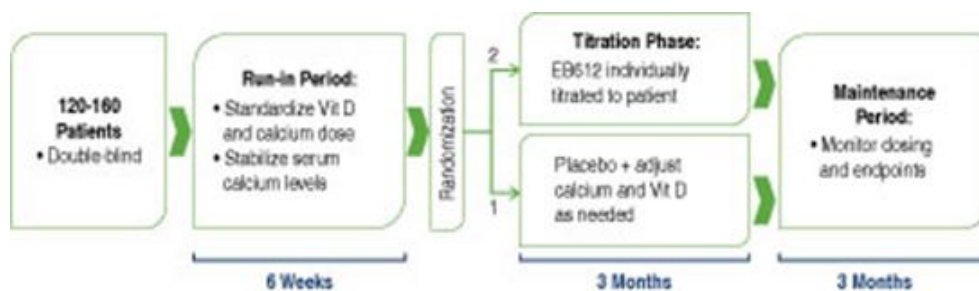 120-160
Patients
• Double-blind
Run-in Period:
• Standardize Vit D
and calcium dose
• Stabilize serum
calcium levels
Randomization
2
1
Titration Phase:
EB612 individually
titrated to patient
Placebo + adjust
calcium and Vit D
as needed
Maintenance
Period:
• Monitor dosing
and endpoints
6 Weeks
3 Months
3 Months